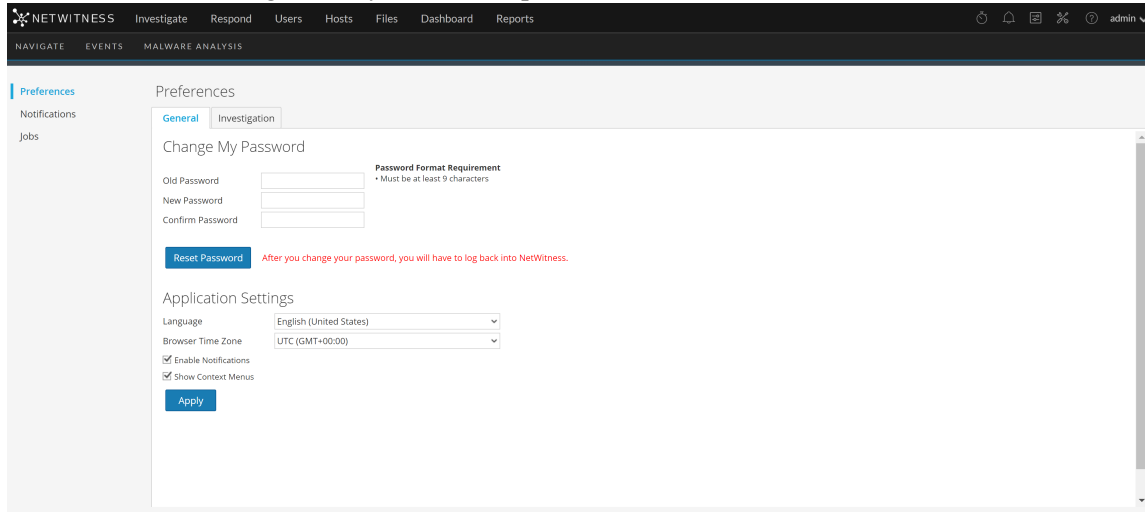 NETWITNESS Investigate Respond Users Hosts Files Dashboard Reports admin
NAVIGATE EVENTS MALWARE ANALYSIS
Preferences
Notifications
Jobs
Preferences
General Investigation
Change My Password
Password Format Requirement
• Must be at least 9 characters
Old Password
New Password
Confirm Password
Reset Password After you change your password, you will have to log back into NetWitness.
Application Settings
Language English (United States)
Browser Time Zone UTC (GMT+00:00)
Enable Notifications
Show Context Menus
Apply